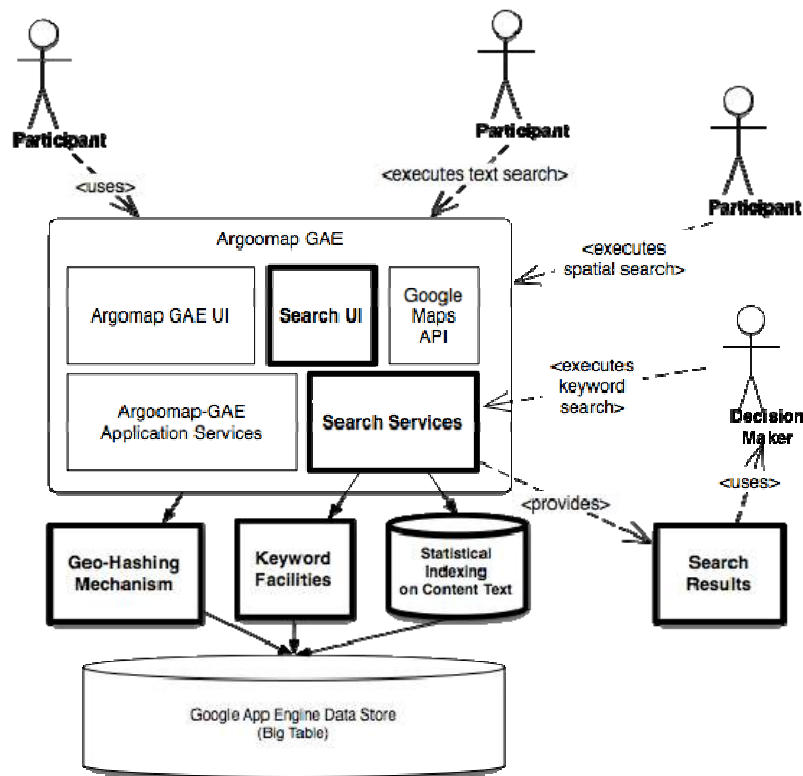 Participant
Participant
<uses>
<executes text search>
Participant
Argoomap GAE
<executes
spatial search>
Argomap GAE UI
Search UI
Google
Maps
API
<executes
keyword
search>
Argoomap-GAE
Application Services
Search Services
Decision
Maker
<uses>
<provides>
Geo-Hashing
Mechanism
Keyword
Facilities
Statistical
Indexing
on Content Text
Search
Results
Google App Engine Data Store
(Big Table)